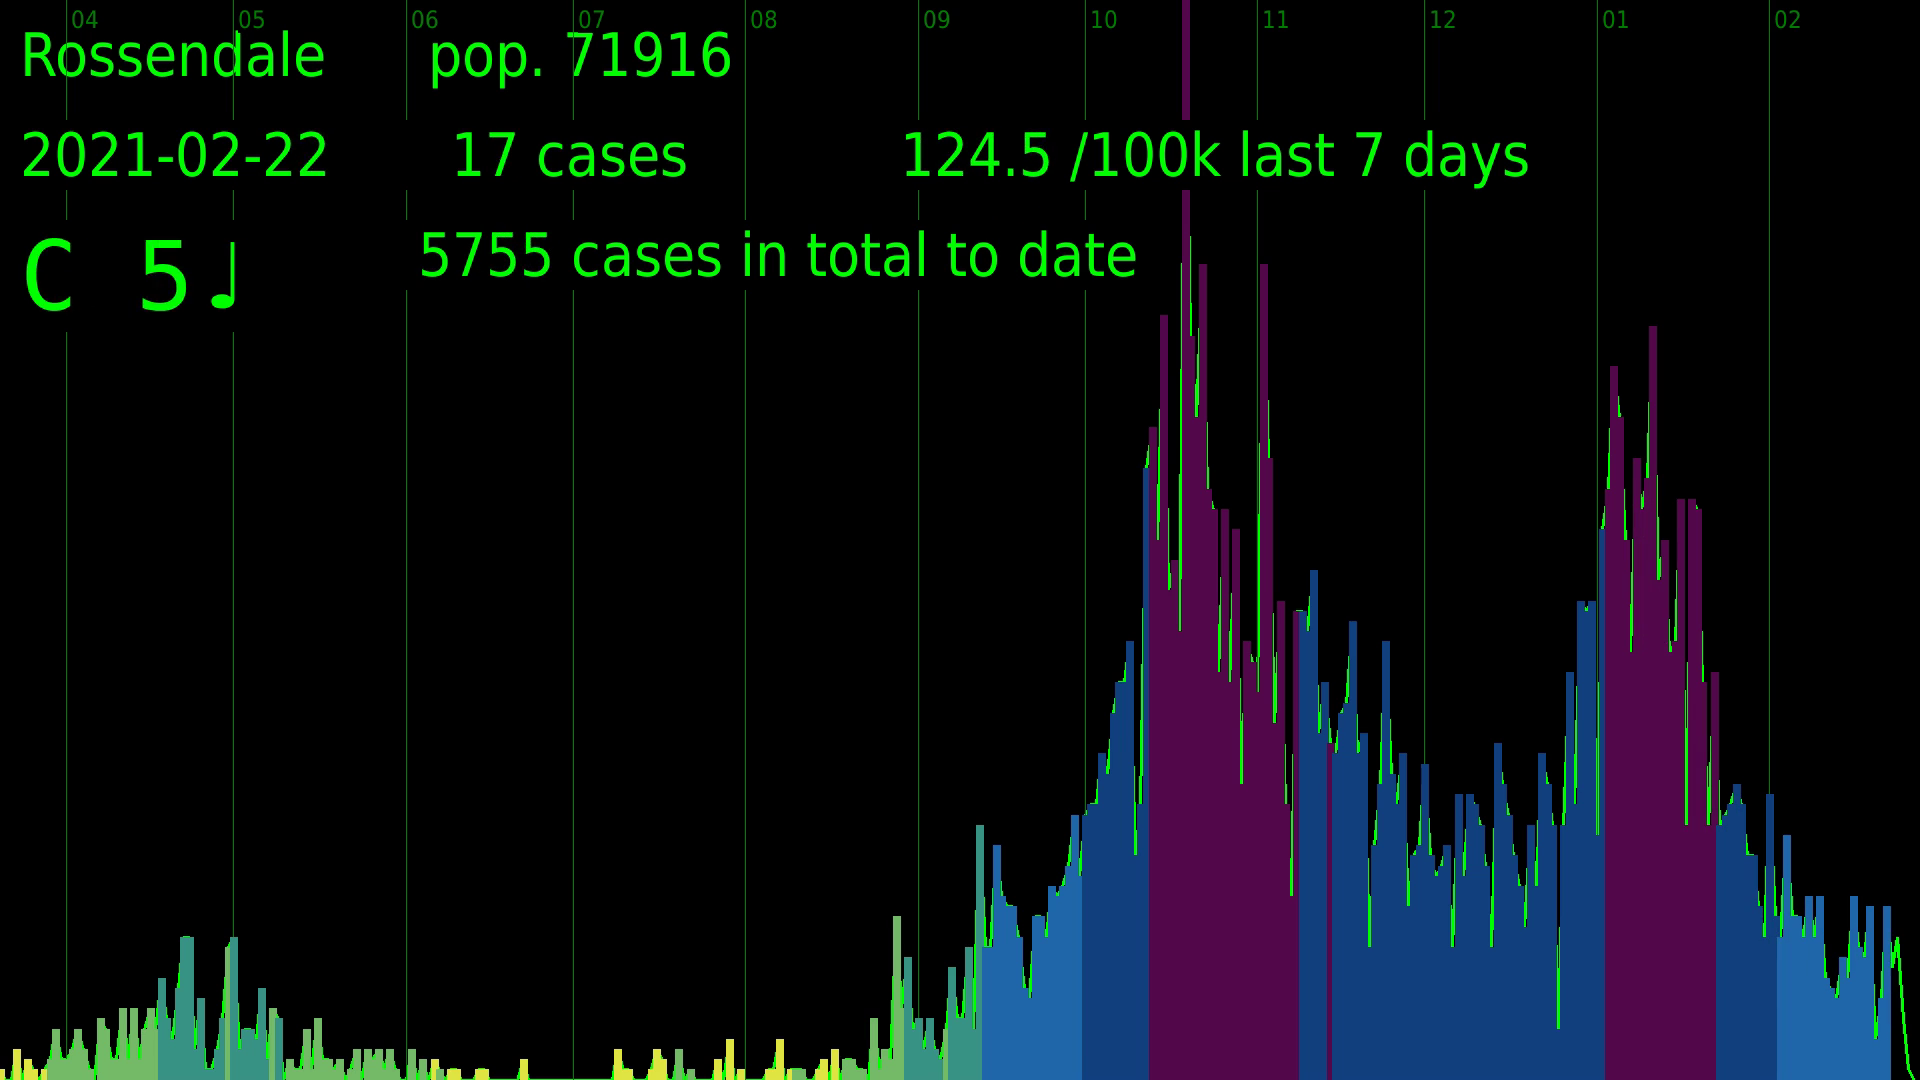 04 05 06 07 08 09 10 11 12 01 02
Rossendale pop. 71916
2021-02-22 17 cases 124.5 /100k last 7 days
C 5♩ 5755 cases in total to date